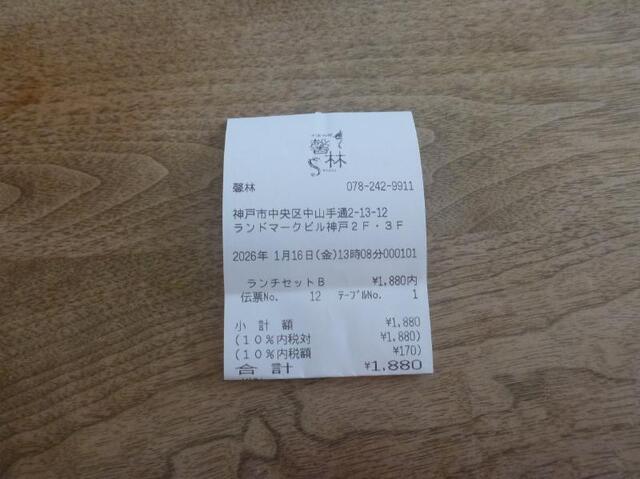 馨林
馨林 078-242-9911
神戸市中央区中山手通2-13-12
ランドマークビル神戸2F・3F
2026年 1月16日(金)13時08分000101
ランチセットB ¥1,880内
伝票No. 12 テーブルNo. 1
小 計 額 ¥1,880
(10%内税対 ¥1,880)
(10%内税額 ¥170)
合 計 ¥1,880